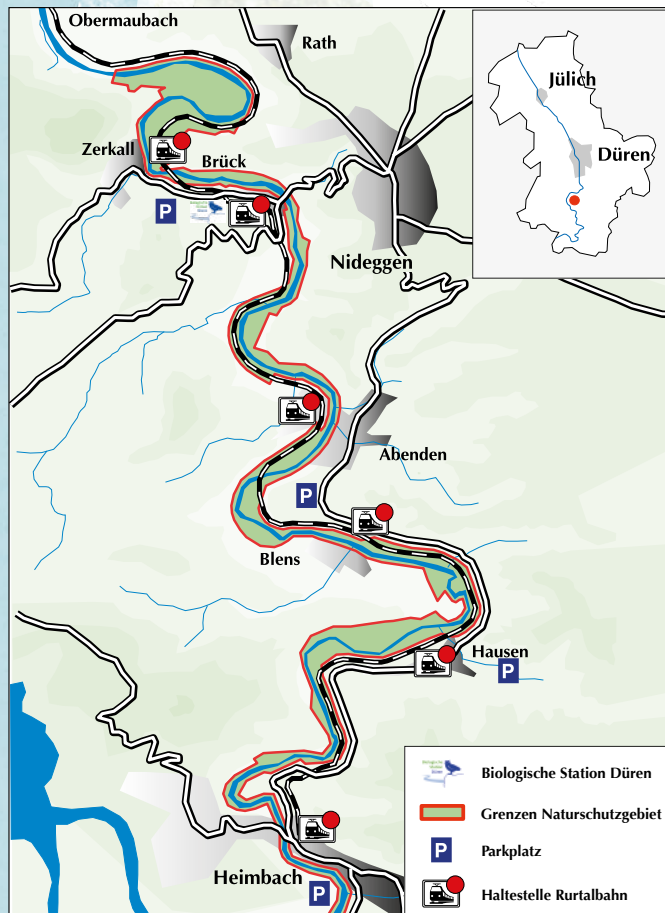 Obermaubach
Rath
Jülich
Düren
Zerkall
Brück
P
Nideggen
Abenden
P
Blens
Hausen
P
Heimbach
P
Biologische Station Düren
Grenzen Naturschutzgebiet
P
Parkplatz
Haltestelle Rurtalbahn